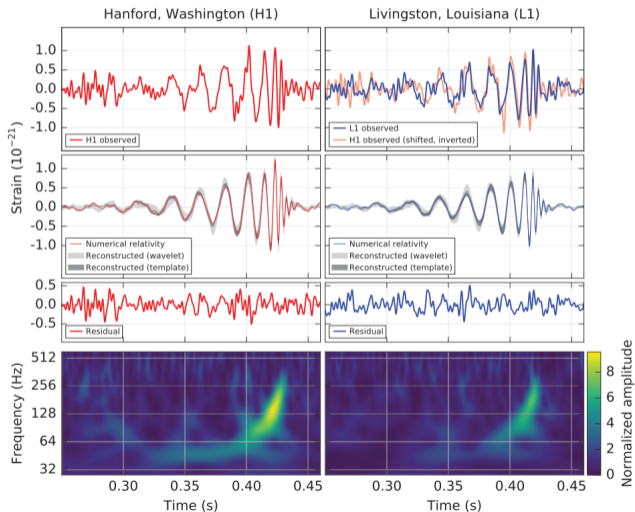 Hanford, Washington (H1)
Livingston, Louisiana (L1)
Strain (10⁻²¹)
1.0
0.5
0.0
-0.5
-1.0
H1 observed
L1 observed
H1 observed (shifted, inverted)
1.0
0.5
0.0
-0.5
-1.0
Numerical relativity
Reconstructed (wavelet)
Reconstructed (template)
Numerical relativity
Reconstructed (wavelet)
Reconstructed (template)
0.5
0.0
-0.5
Residual
Residual
Frequency (Hz)
512
256
128
64
32
8
6
4
2
0
Normalized amplitude
0.30
0.35
0.40
0.45
0.30
0.35
0.40
0.45
Time (s)
Time (s)